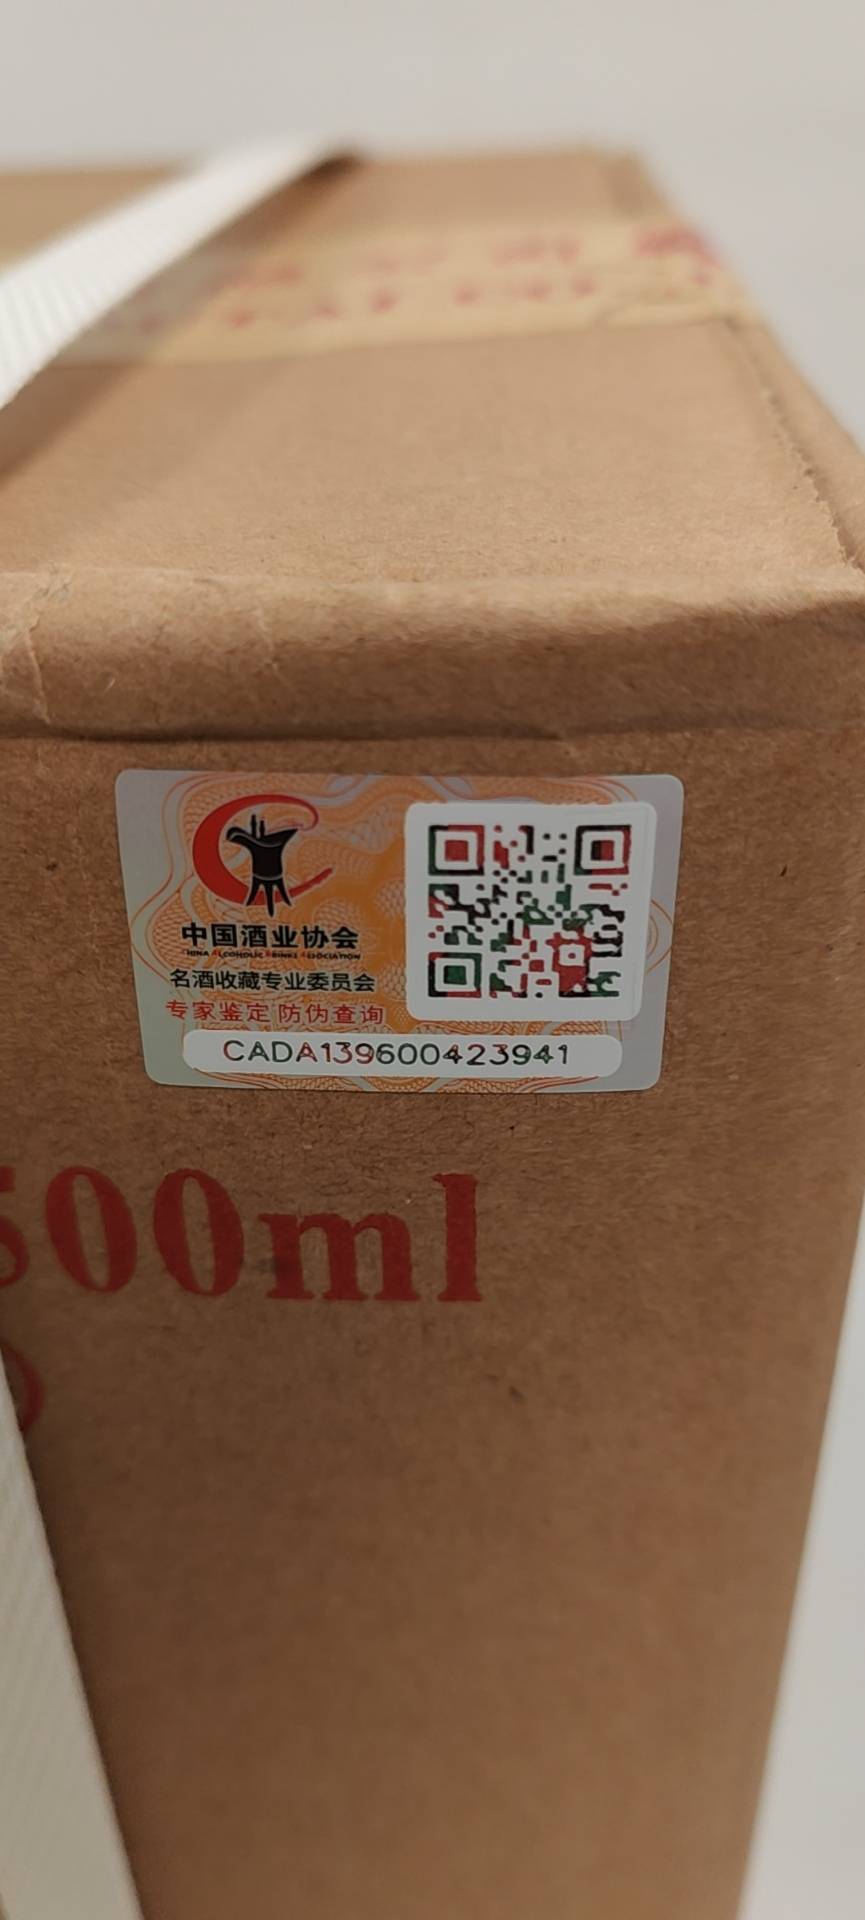 中国酒业协会
CHINA ALCOHOLIC DRINKS ASSOCIATION
名酒收藏专业委员会
专家鉴定 防伪查询
CADA139600423941
500ml